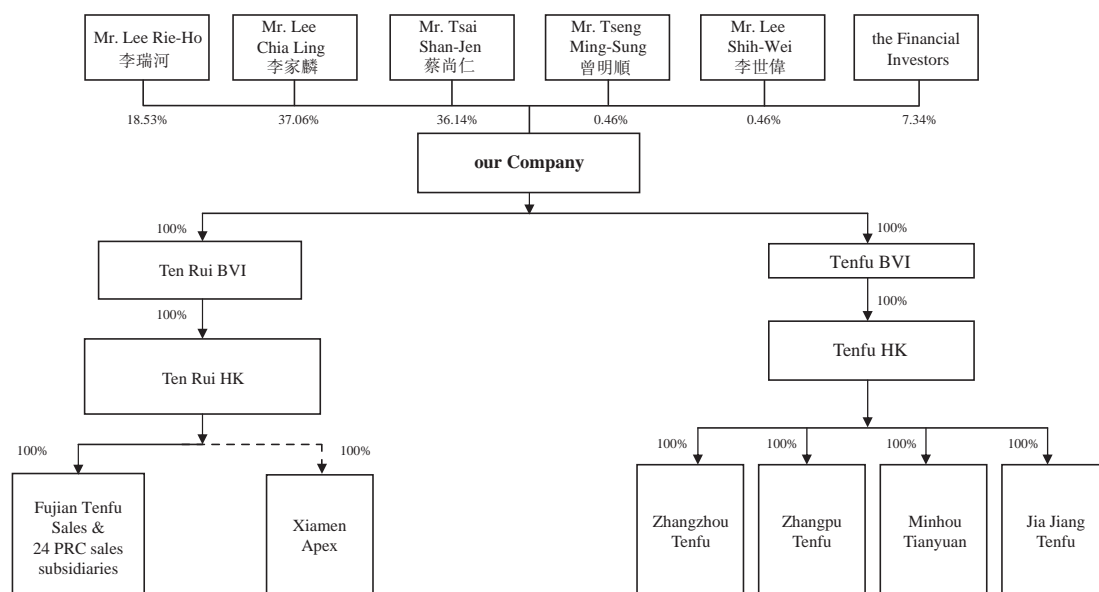 Mr. Lee Rie-Ho
李瑞河
Mr. Lee
Chia Ling
李家麟
Mr. Tsai
Shan-Jen
蔡尚仁
Mr. Tseng
Ming-Sung
曾明順
Mr. Lee
Shih-Wei
李世偉
the Financial
Investors
18.53%
37.06%
36.14%
0.46%
0.46%
7.34%
our Company
100%
100%
Ten Rui BVI
Tenfu BVI
100%
100%
Ten Rui HK
Tenfu HK
100%
100%
100%
100%
100%
100%
Fujian Tenfu
Sales &
24 PRC sales
subsidiaries
Xiamen
Apex
Zhangzhou
Tenfu
Zhangpu
Tenfu
Minhou
Tianyuan
Jia Jiang
Tenfu